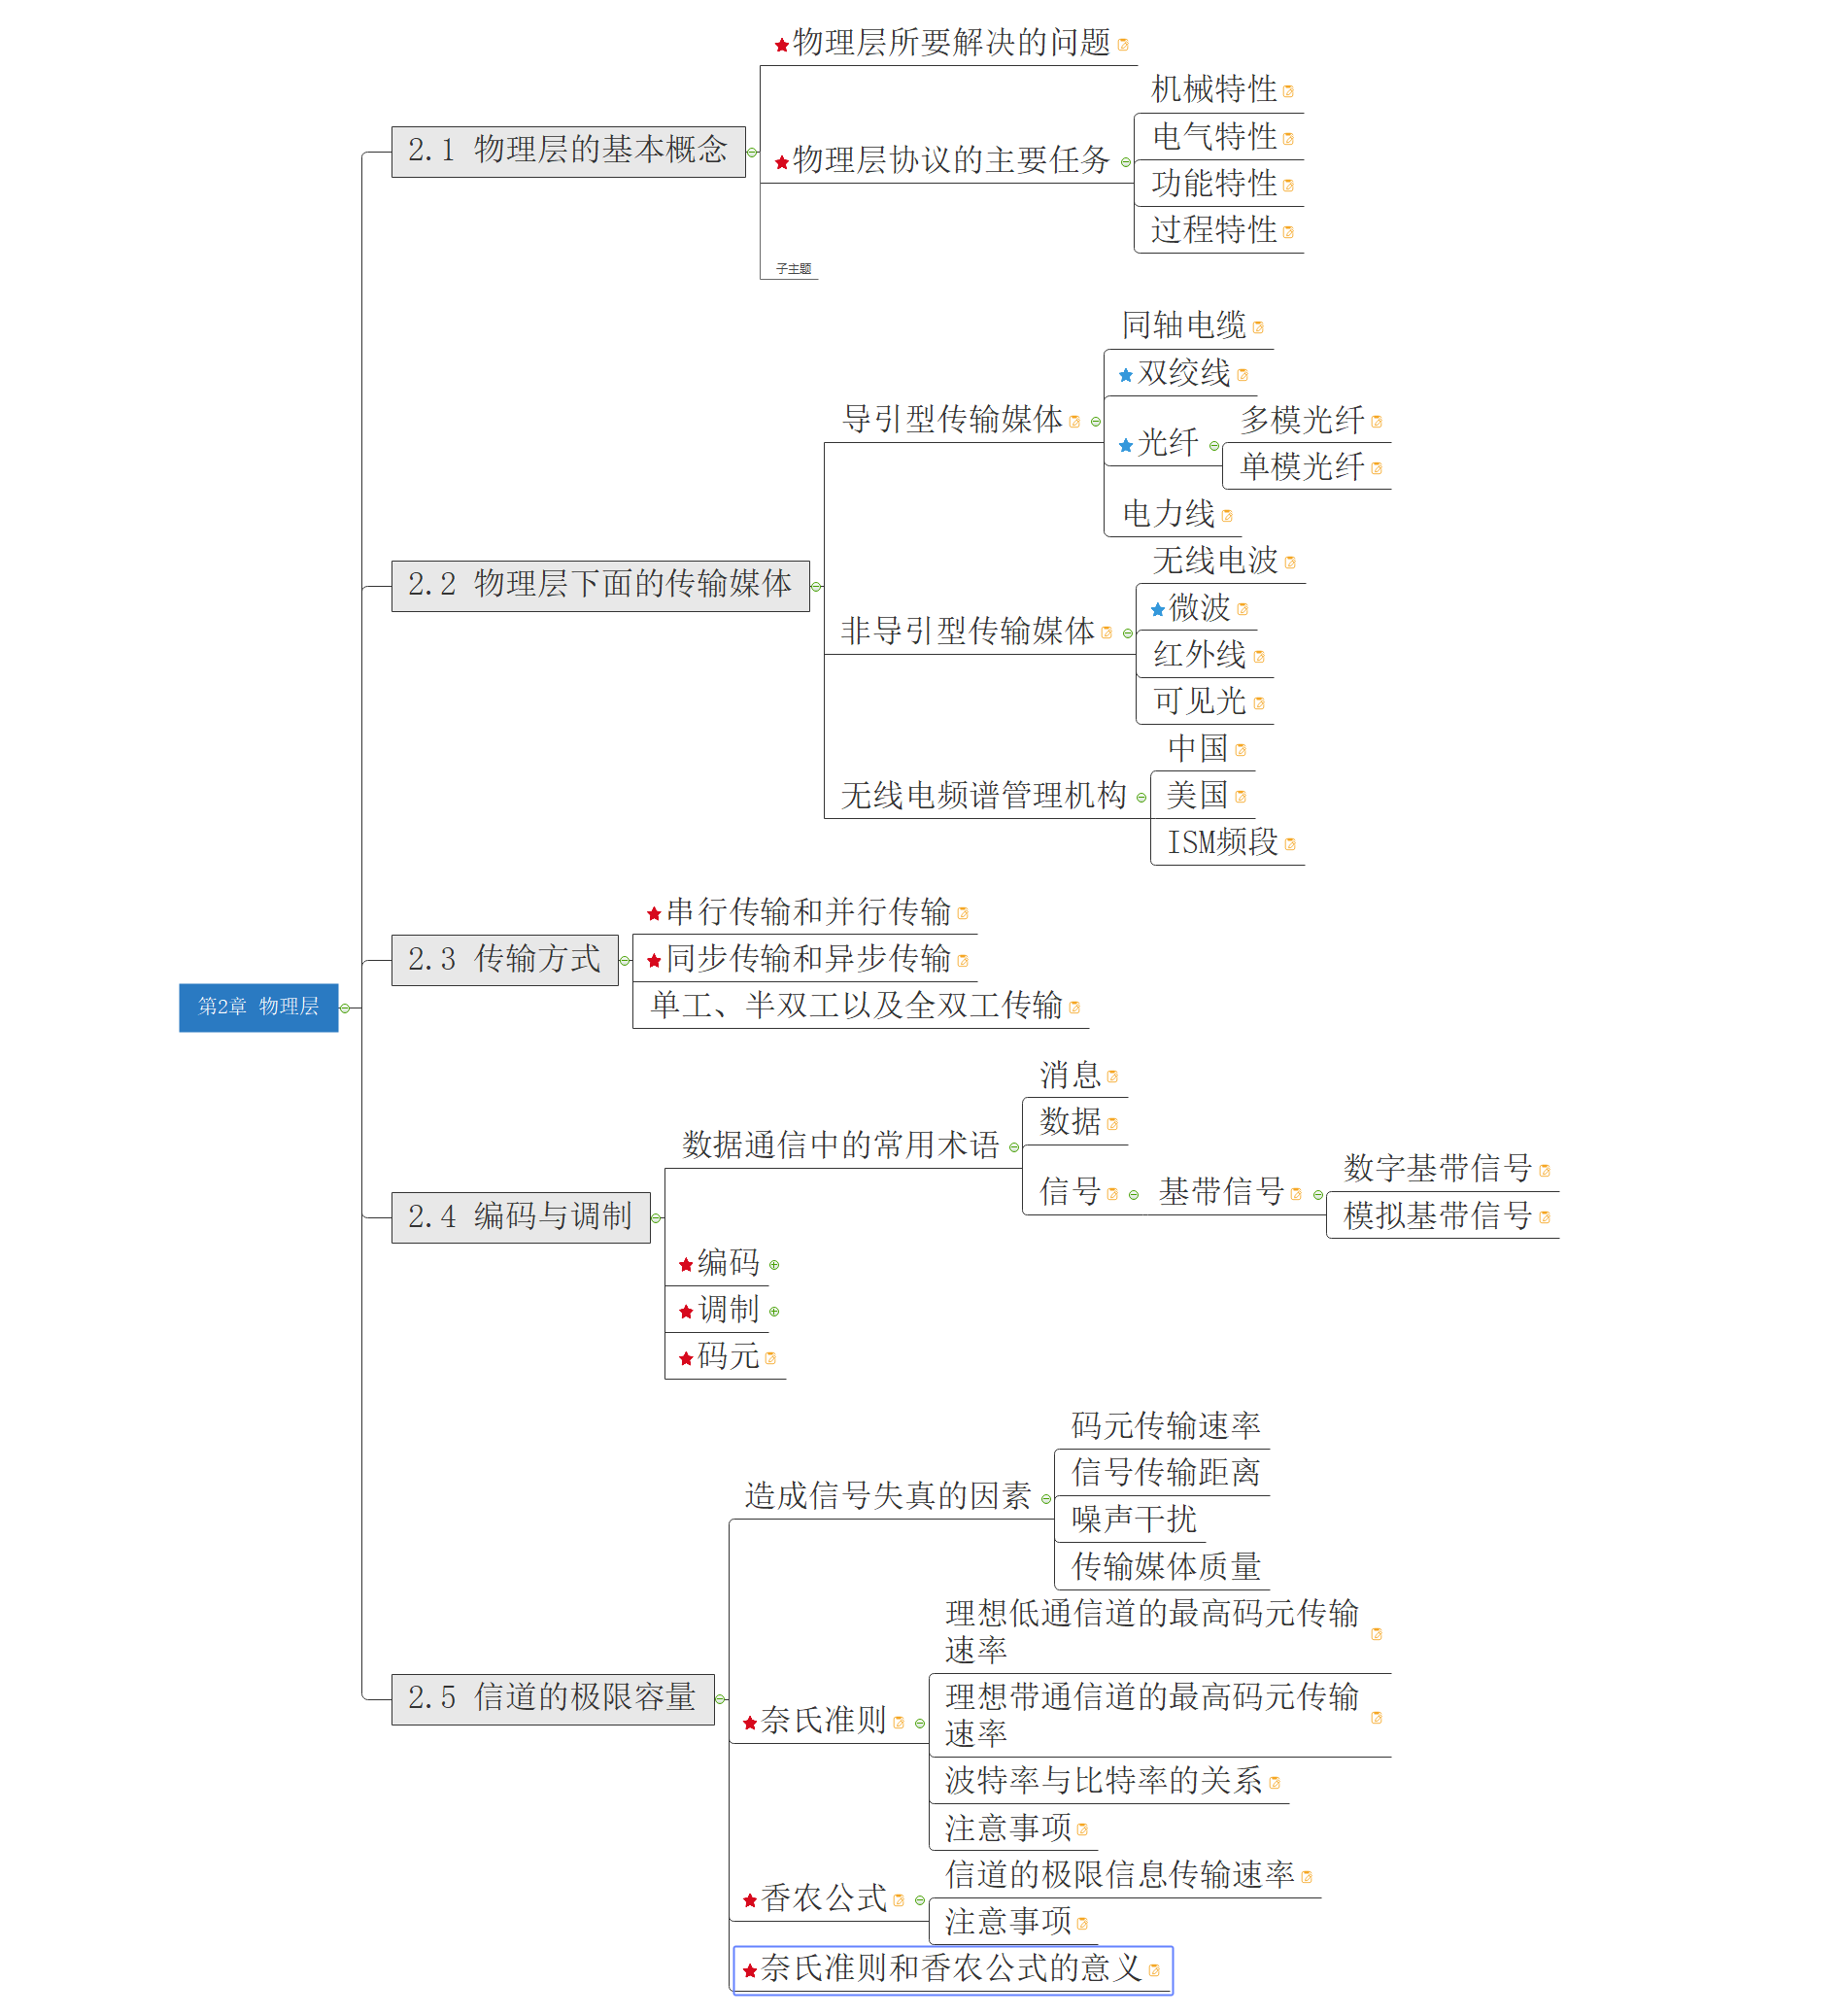 第2章 物理层
2.1 物理层的基本概念
物理层所要解决的问题
物理层协议的主要任务
机械特性
电气特性
功能特性
过程特性
子主题
2.2 物理层下面的传输媒体
导引型传输媒体
同轴电缆
双绞线
光纤
多模光纤
单模光纤
电力线
非导引型传输媒体
无线电波
微波
红外线
可见光
无线电频谱管理机构
中国
美国
ISM频段
2.3 传输方式
串行传输和并行传输
同步传输和异步传输
单工、半双工以及全双工传输
2.4 编码与调制
数据通信中的常用术语
消息
数据
信号
基带信号
数字基带信号
模拟基带信号
编码
调制
码元
2.5 信道的极限容量
造成信号失真的因素
码元传输速率
信号传输距离
噪声干扰
传输媒体质量
奈氏准则
理想低通信道的最高码元传输
速率
理想带通信道的最高码元传输
速率
波特率与比特率的关系
注意事项
香农公式
信道的极限信息传输速率
注意事项
奈氏准则和香农公式的意义